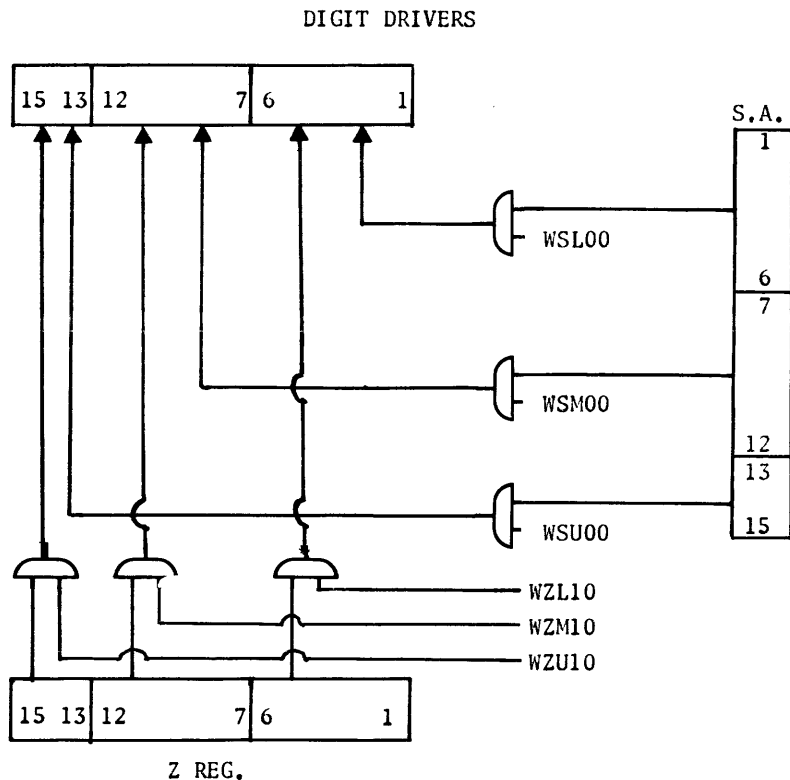 DIGIT DRIVERS
15 13 12 7 6 1
S.A.
1
WSL00
6
7
WSM00
12
13
WSU00
15
WZL10
WZM10
WZU10
15 13 12 7 6 1
Z REG.